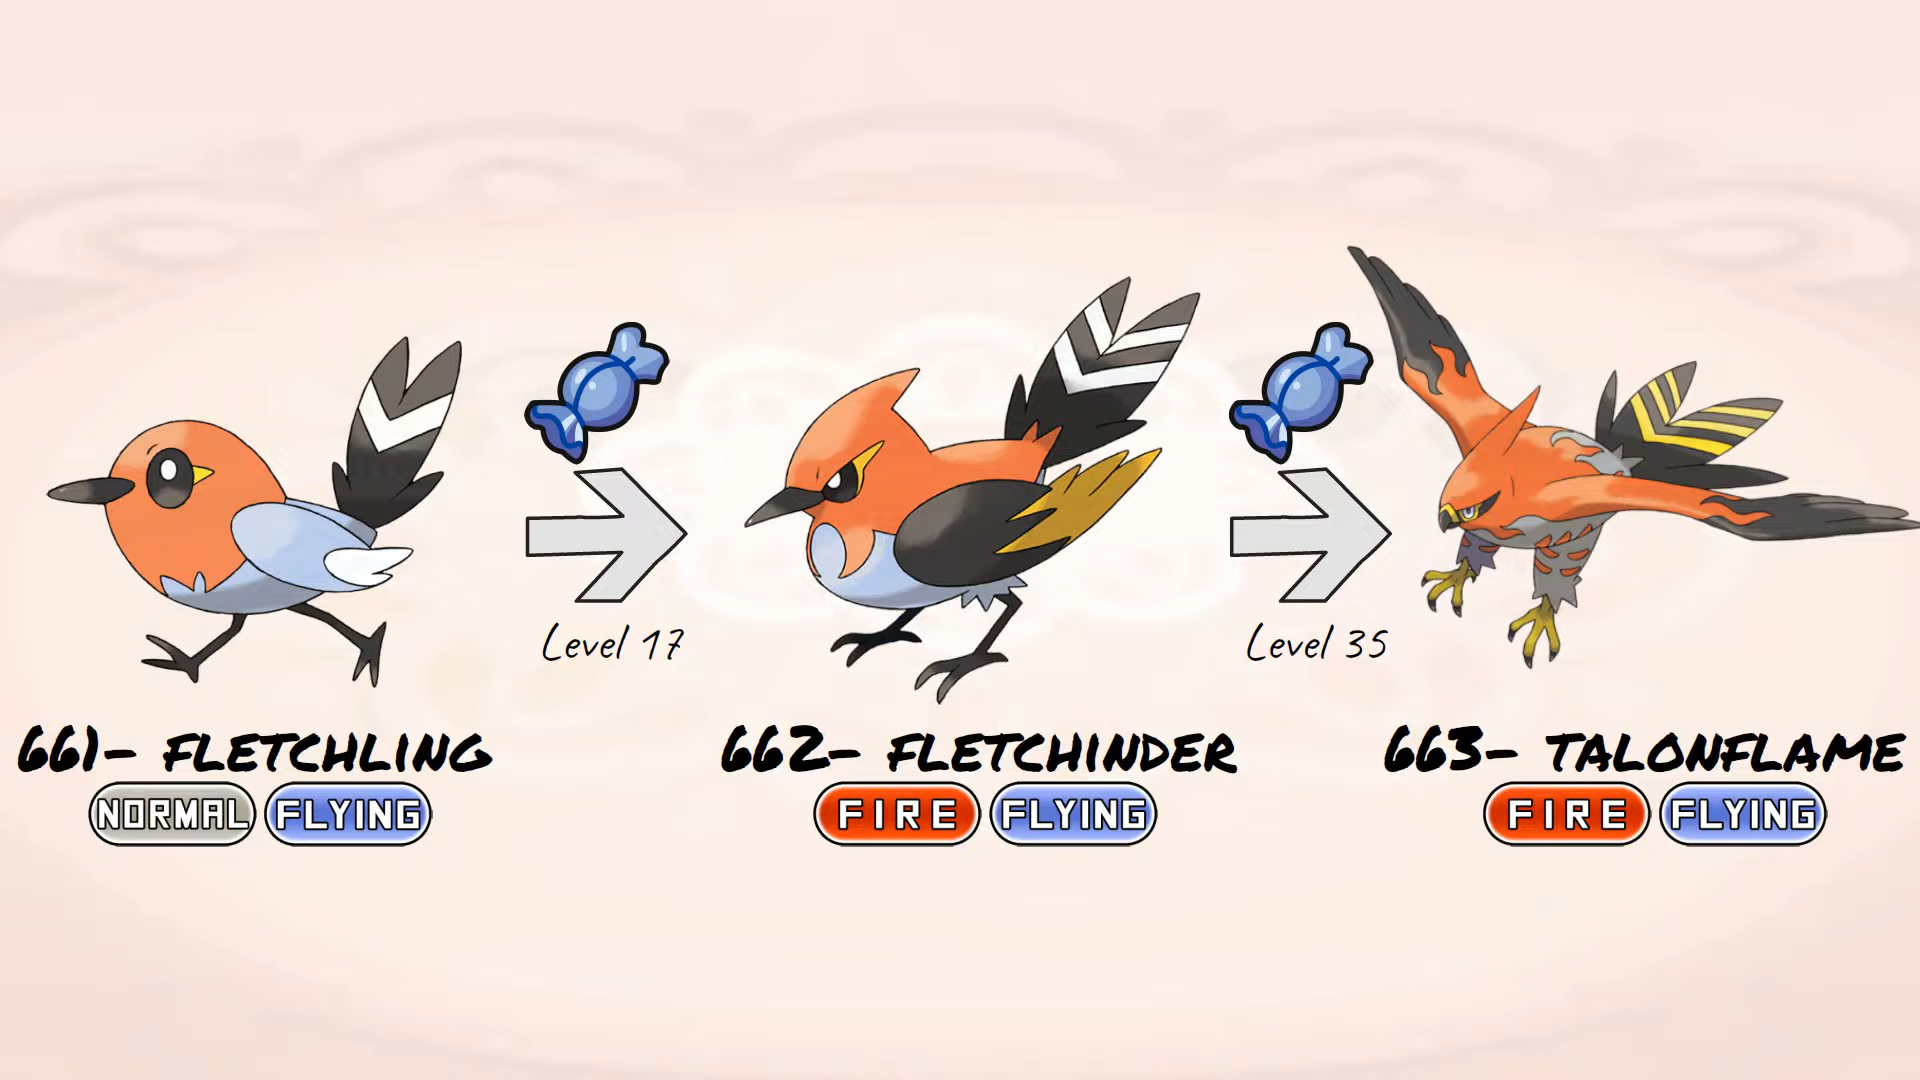 Level 17
Level 35
661- FLETCHLING
662- FLETCHINDER
663- TALONFLAME
NORMAL FLYING
FIRE FLYING
FIRE FLYING